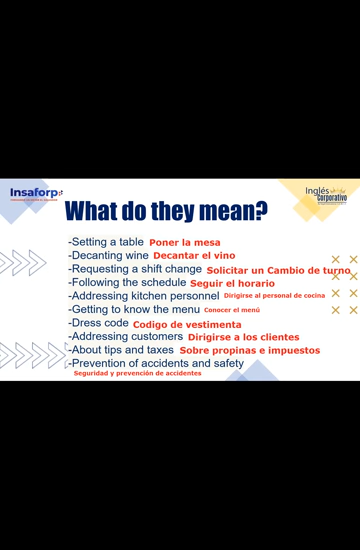 Insaforp
Inglés
Corporativo
What do they mean?
-Setting a table Poner la mesa
-Decanting wine Decantar el vino
-Requesting a shift change Solicitar un Cambio de turno
-Following the schedule Seguir el horario
-Addressing kitchen personnel Dirigirse al personal de cocina
-Getting to know the menu Conocer el menú
-Dress code Codigo de vestimenta
-Addressing customers Dirigirse a los clientes
-About tips and taxes Sobre propinas e impuestos
-Prevention of accidents and safety
Seguridad y prevención de accidentes